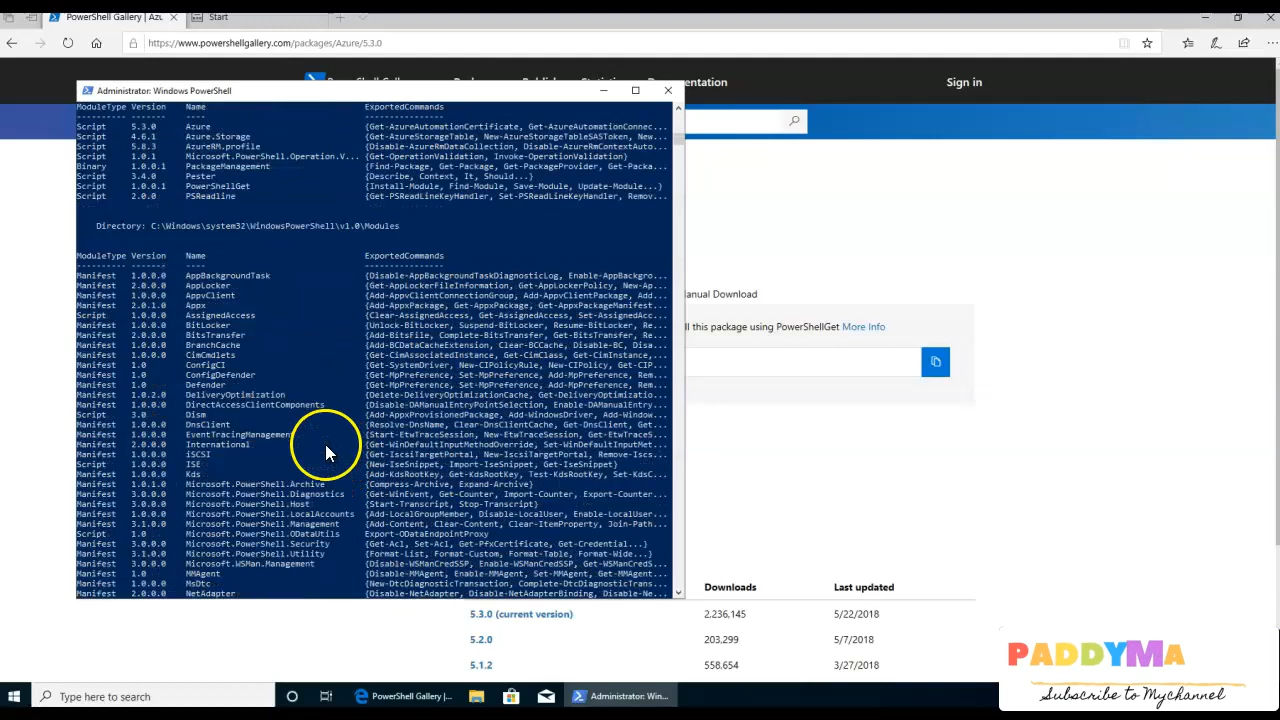 PowerShell Gallery | Azu
Start
https://www.powershellgallery.com/packages/Azure/5.3.0
Sign in
Administrator: Windows PowerShell
ModuleType Version Name ExportedCommands
Script 5.3.0 Azure {Get-AzureAutomationCertificate, Get-AzureAutomationConnec...
Script 4.6.1 Azure.Storage {Get-AzureStorageTable, New-AzureStorageTableSASToken, New...
Script 5.8.3 AzureRM.profile {Disable-AzureRmDataCollection, Disable-AzureRmContextAuto...
Script 1.0.1 Microsoft.PowerShell.Operation.V... {Get-OperationValidation, Invoke-OperationValidation}
Binary 1.0.0.1 PackageManagement {Find-Package, Get-Package, Get-PackageProvider, Get-Packa...
Script 3.4.0 Pester {Describe, Context, It, Should...}
Script 1.0.0.1 PowerShellGet {Install-Module, Find-Module, Save-Module, Update-Module...}
Script 2.0.0 PSReadline {Get-PSReadLineKeyHandler, Set-PSReadLineKeyHandler, Remov...
Directory: C:\Windows\system32\WindowsPowerShell\v1.0\Modules
ModuleType Version Name ExportedCommands
Manifest 1.0.0.0 AppBackgroundTask {Disable-AppBackgroundTaskDiagnosticLog, Enable-AppBackgro...
Manifest 2.0.0.0 AppLocker {Get-AppLockerFileInformation, Get-AppLockerPolicy, New-Ap...
Manifest 1.0.0.0 AppvClient {Add-AppvClientConnectionGroup, Add-AppvClientPackage, Add...
Manifest 2.0.1.0 Appx {Add-AppxPackage, Get-AppxPackage, Get-AppxPackageManifest...
Manifest 1.0.0.0 AssignedAccess {Clear-AssignedAccess, Get-AssignedAccess, Set-AssignedAcc...
Manifest 1.0.0.0 BitLocker {Unlock-BitLocker, Suspend-BitLocker, Resume-BitLocker, Re...
Manifest 2.0.0.0 BitsTransfer {Add-BitsFile, Complete-BitsTransfer, Get-BitsTransfer, Re...
Manifest 1.0.0.0 BranchCache {Add-BCDataCacheExtension, Clear-BCCache, Disable-BC, Disa...
Manifest 1.0.0.0 CimCmdlets {Get-CimAssociatedInstance, Get-CimClass, Get-CimInstance,...
Manifest 1.0 ConfigCI {Get-SystemDriver, New-CIPolicyRule, New-CIPolicy, Get-CIP...
Manifest 1.0 ConfigDefender {Get-MpPreference, Set-MpPreference, Add-MpPreference, Rem...
Manifest 1.0 Defender {Get-MpPreference, Set-MpPreference, Add-MpPreference, Rem...
Manifest 1.0.2.0 DeliveryOptimization {Delete-DeliveryOptimizationCache, Get-DeliveryOptimizatio...
Manifest 1.0.0.0 DirectAccessClientComponents {Disable-DAManualEntryPointSelection, Enable-DAManualEntry...
Script 3.0 Dism {Add-AppxProvisionedPackage, Add-WindowsDriver, Add-Window...
Manifest 1.0.0.0 DnsClient {Resolve-DnsName, Clear-DnsClientCache, Get-DnsClient, Get...
Manifest 1.0.0.0 EventTracingManagement {Start-EtwTraceSession, New-EtwTraceSession, Get-EtwTraceS...
Manifest 2.0.0.0 International {Get-WinDefaultInputMethodOverride, Set-WinDefaultInputMet...
Manifest 1.0.0.0 iSCSI {Get-IscsiTargetPortal, New-IscsiTargetPortal, Remove-Iscs...
Script 1.0.0.0 ISE {New-IseSnippet, Import-IseSnippet, Get-IseSnippet}
Manifest 1.0.0.0 Kds {Add-KdsRootKey, Get-KdsRootKey, Test-KdsRootKey, Set-KdsC...
Manifest 1.0.1.0 Microsoft.PowerShell.Archive {Compress-Archive, Expand-Archive}
Manifest 3.0.0.0 Microsoft.PowerShell.Diagnostics {Get-WinEvent, Get-Counter, Import-Counter, Export-Counter...
Manifest 3.0.0.0 Microsoft.PowerShell.Host {Start-Transcript, Stop-Transcript}
Manifest 1.0.0.0 Microsoft.PowerShell.LocalAccounts {Add-LocalGroupMember, Disable-LocalUser, Enable-LocalUser...
Manifest 3.1.0.0 Microsoft.PowerShell.Management {Add-Content, Clear-Content, Clear-ItemProperty, Join-Path...
Script 1.0 Microsoft.PowerShell.ODataUtils Export-ODataEndpointProxy
Manifest 3.0.0.0 Microsoft.PowerShell.Security {Get-Acl, Set-Acl, Get-PfxCertificate, Get-Credential...}
Manifest 3.1.0.0 Microsoft.PowerShell.Utility {Format-List, Format-Custom, Format-Table, Format-Wide...}
Manifest 3.0.0.0 Microsoft.WSMan.Management {Disable-WSManCredSSP, Enable-WSManCredSSP, Get-WSManCredS...
Manifest 1.0 MMAgent {Disable-MMAgent, Enable-MMAgent, Set-MMAgent, Get-MMAgent...
Manifest 1.0.0.0 MsDtc {New-DtcDiagnosticTransaction, Complete-DtcDiagnosticTrans...
Manifest 2.0.0.0 NetAdapter {Disable-NetAdapter, Disable-NetAdapterBinding, Disable-Ne...
anual Download
ll this package using PowerShellGet More Info
Downloads Last updated
5.3.0 (current version) 2,236,145 5/22/2018
5.2.0 203,299 5/7/2018
5.1.2 558,654 3/27/2018
PADDYMA
Subscribe to Mychannel
Type here to search
PowerShell Gallery |...
Administrator: Win...